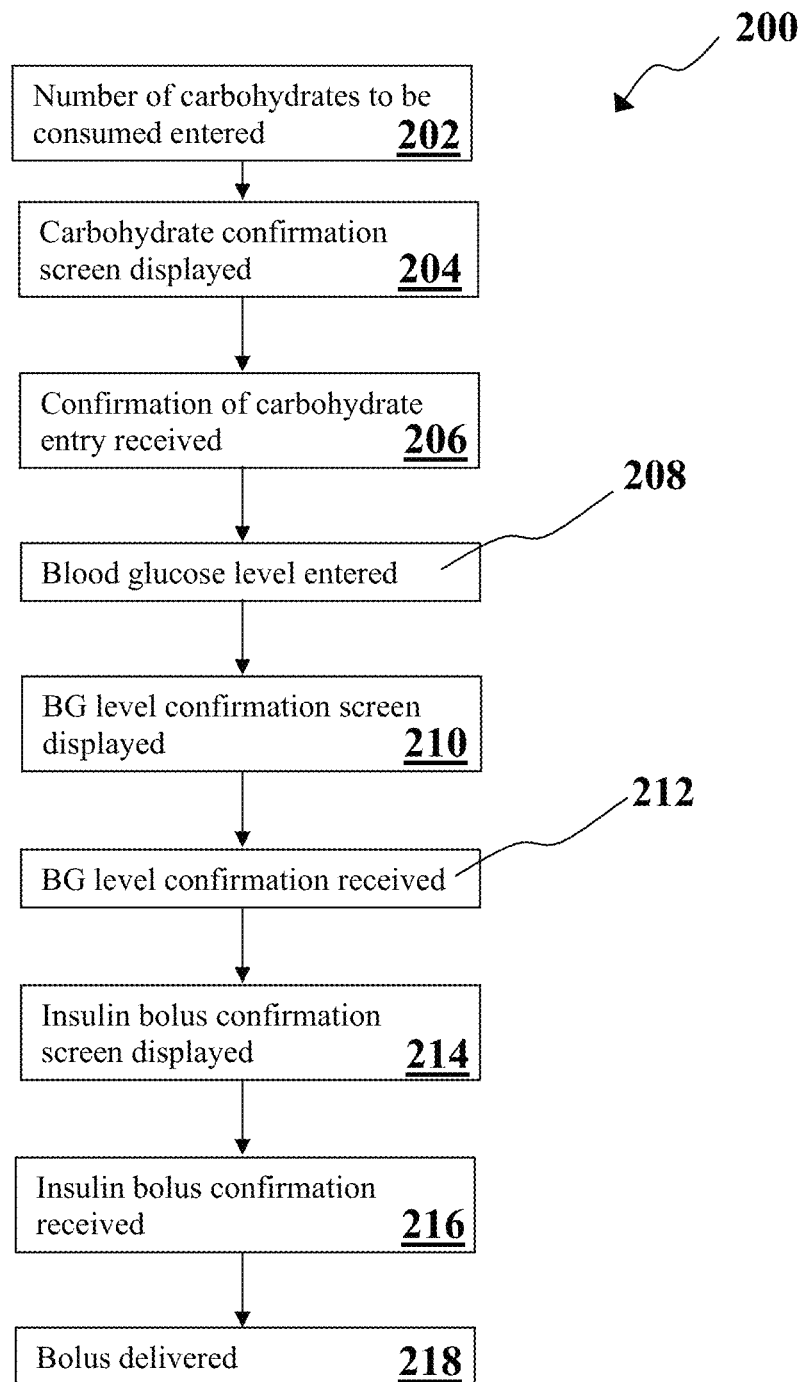 200
Number of carbohydrates to be
consumed entered 202
Carbohydrate confirmation
screen displayed 204
Confirmation of carbohydrate
entry received 206
208
Blood glucose level entered
BG level confirmation screen
displayed 210
212
BG level confirmation received
Insulin bolus confirmation
screen displayed 214
Insulin bolus confirmation
received 216
Bolus delivered 218